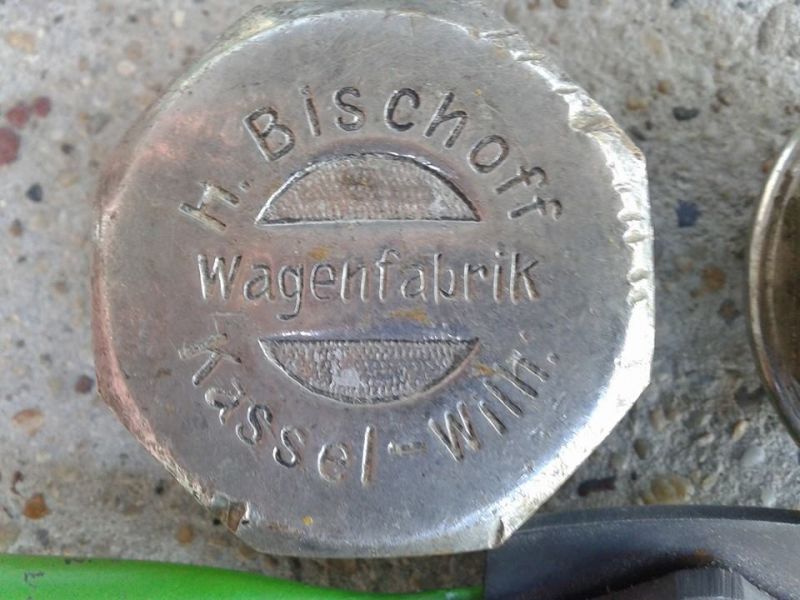 H. Bischoff
Wagenfabrik
Kassel-Wilh.